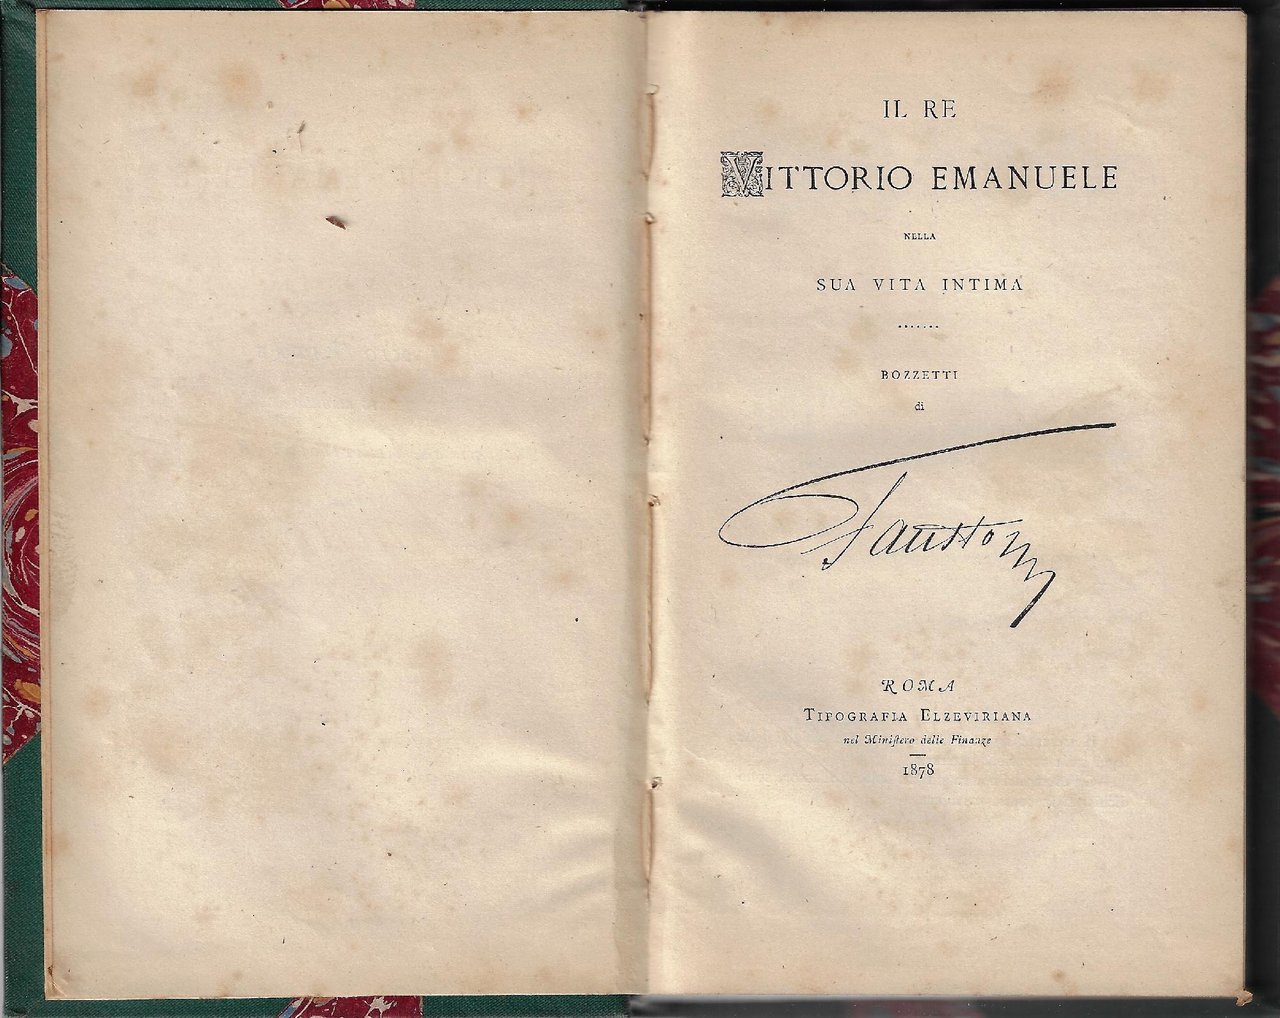 IL RE
VITTORIO EMANUELE
NELLA
SUA VITA INTIMA
.......
BOZZETTI
di
Fausto
ROMA
TIPOGRAFIA ELZEVIRIANA
nel Ministero delle Finanze
1878